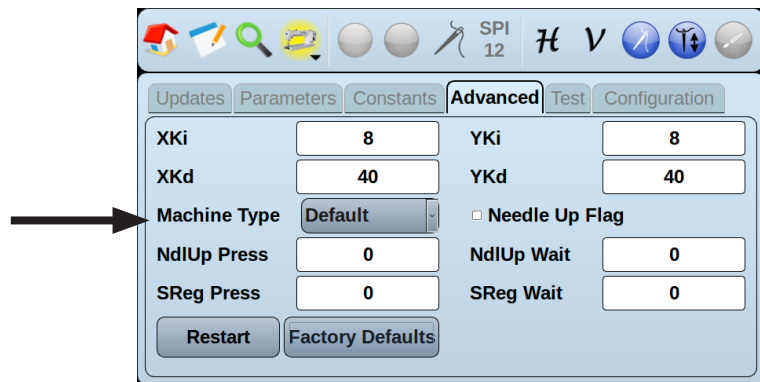 SPI
12
H V
Updates Parameters Constants Advanced Test Configuration
XKi 8 YKi 8
XKd 40 YKd 40
Machine Type Default Needle Up Flag
NdlUp Press 0 NdlUp Wait 0
SReg Press 0 SReg Wait 0
Restart Factory Defaults